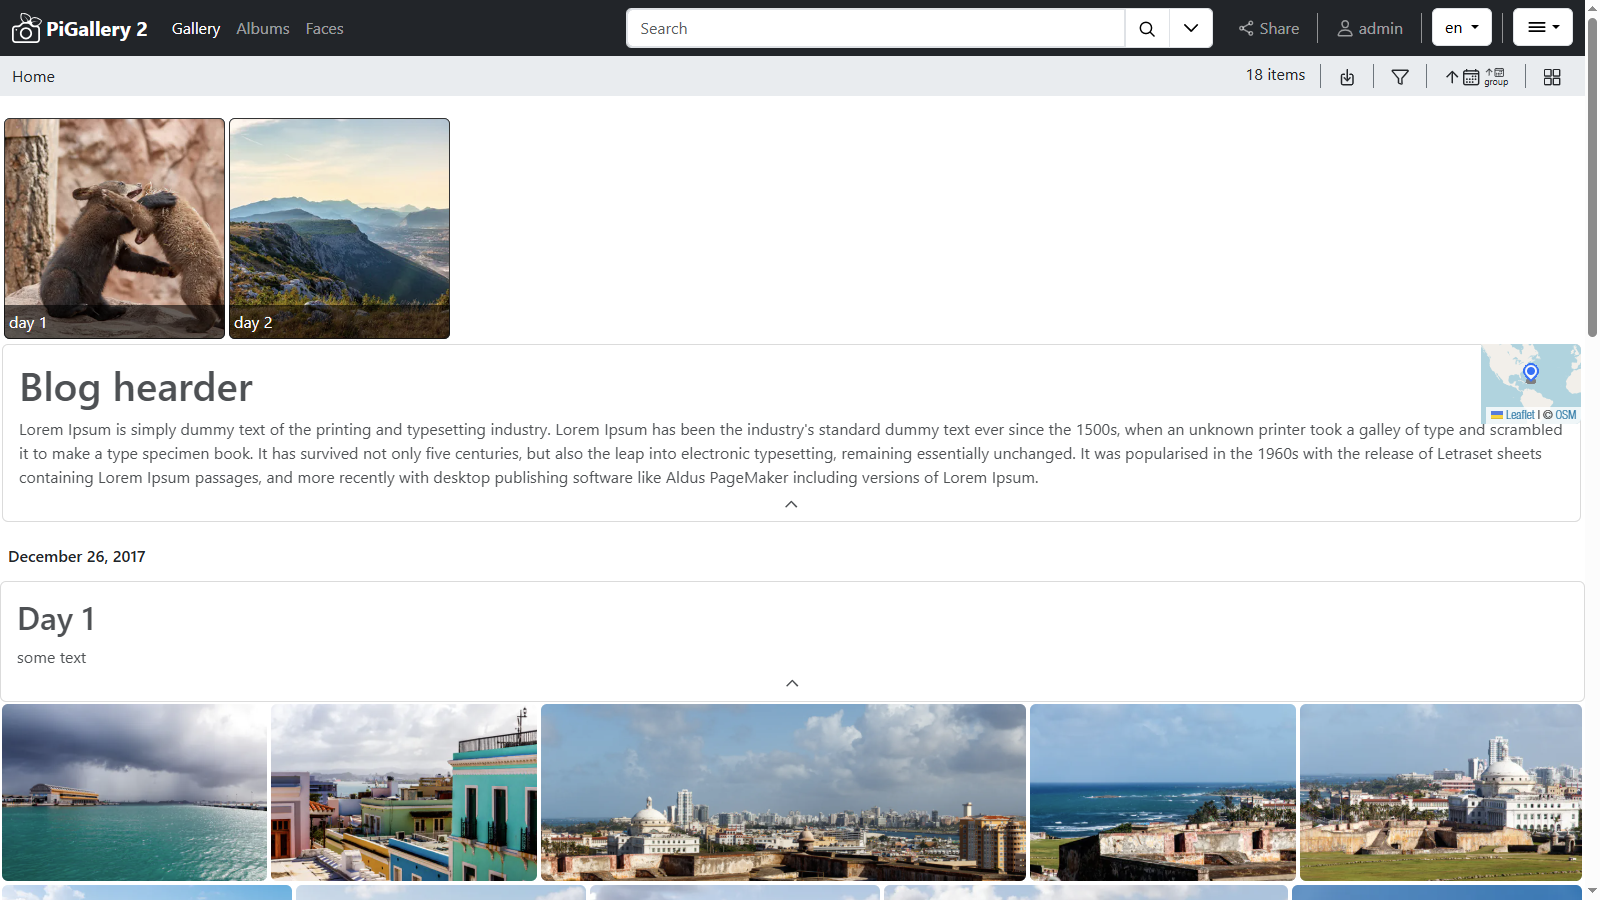 PiGallery 2 Gallery Albums Faces Search Share admin en
Home 18 items group
day 1 day 2
Blog hearder
Leaflet | © OSM
Lorem Ipsum is simply dummy text of the printing and typesetting industry. Lorem Ipsum has been the industry's standard dummy text ever since the 1500s, when an unknown printer took a galley of type and scrambled
it to make a type specimen book. It has survived not only five centuries, but also the leap into electronic typesetting, remaining essentially unchanged. It was popularised in the 1960s with the release of Letraset sheets
containing Lorem Ipsum passages, and more recently with desktop publishing software like Aldus PageMaker including versions of Lorem Ipsum.
December 26, 2017
Day 1
some text